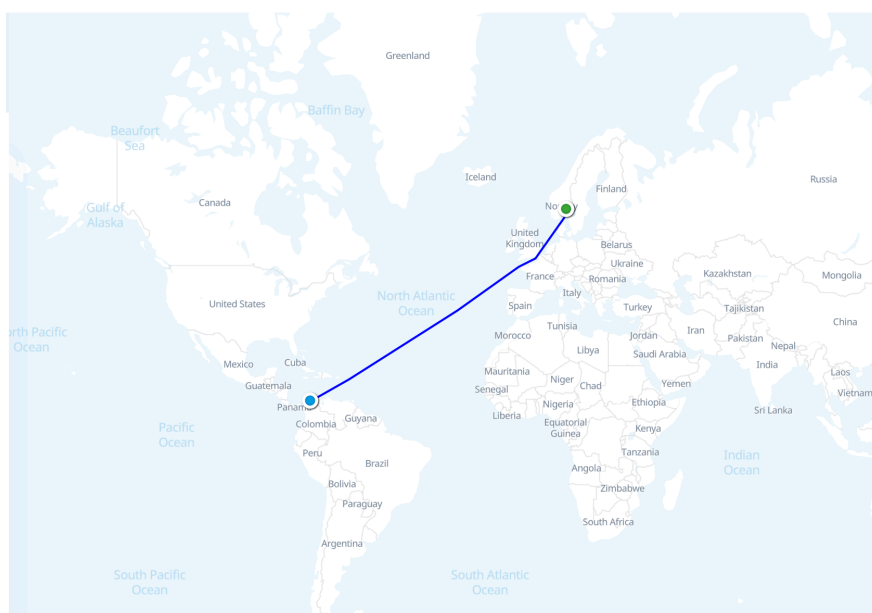 Greenland
Baffin Bay
Beaufort
Sea
Iceland
Russia
Finland
Canada
Gulf of
Alaska
United
Kingdom
Belarus
Ukraine
France
Kazakhstan
Mongolia
Romania
Italy
North Atlantic
Ocean
United States
Spain
Turkey
Tajikistan
China
Tunisia
Iran
Morocco
Jordan
Pakistan
Nepal
Ocean
Libya
Saudi Arabia
Mexico
Cuba
India
Laos
Mauritania
Niger
Chad
Yemen
Guatemala
Senegal
Vietnam
Nigeria
Ethiopia
Sri Lanka
Liberia
Guyana
Colombia
Equatorial
Guinea
Kenya
Pacific
Ocean
Peru
Tanzania
Brazil
Indian
Ocean
Angola
Bolivia
Zimbabwe
Paraguay
South Africa
Argentina
South Pacific
Ocean
South Atlantic
Ocean